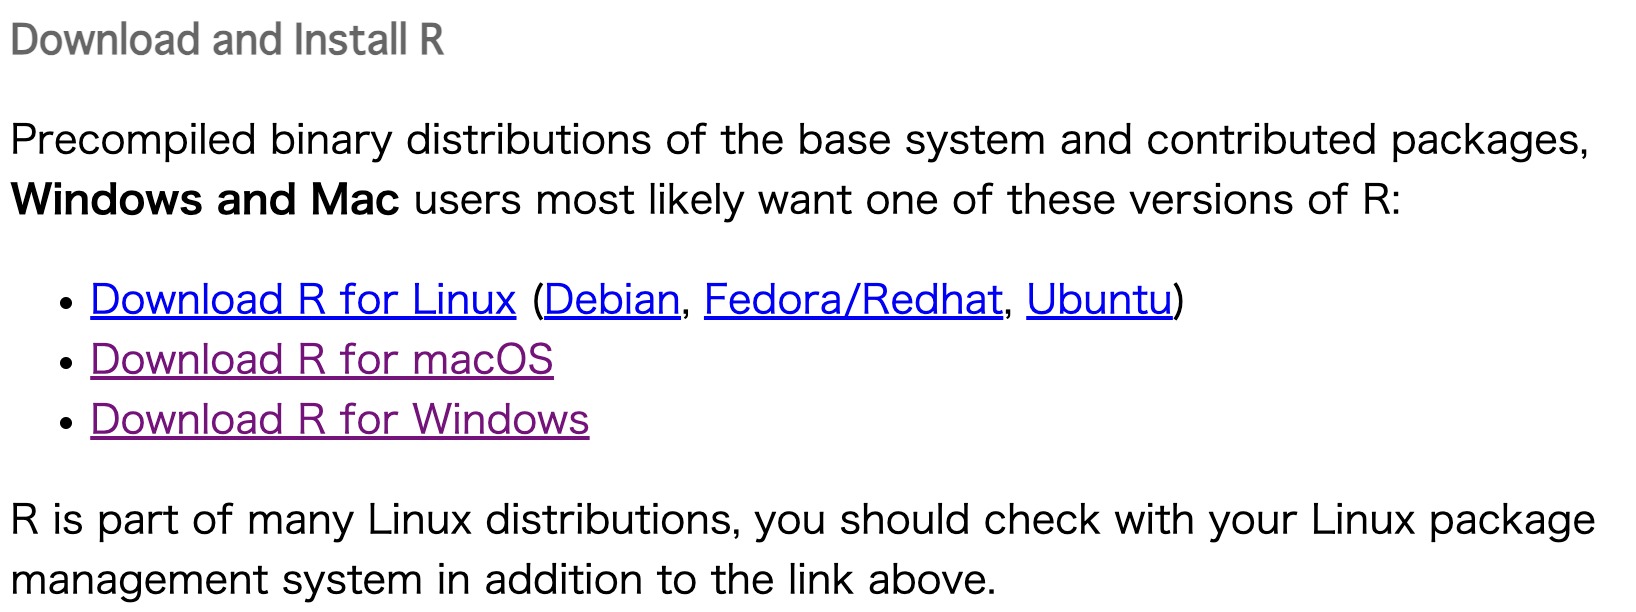 Download and Install R
Precompiled binary distributions of the base system and contributed packages,
Windows and Mac users most likely want one of these versions of R:
• Download R for Linux (Debian, Fedora/Redhat, Ubuntu)
• Download R for macOS
• Download R for Windows
R is part of many Linux distributions, you should check with your Linux package
management system in addition to the link above.